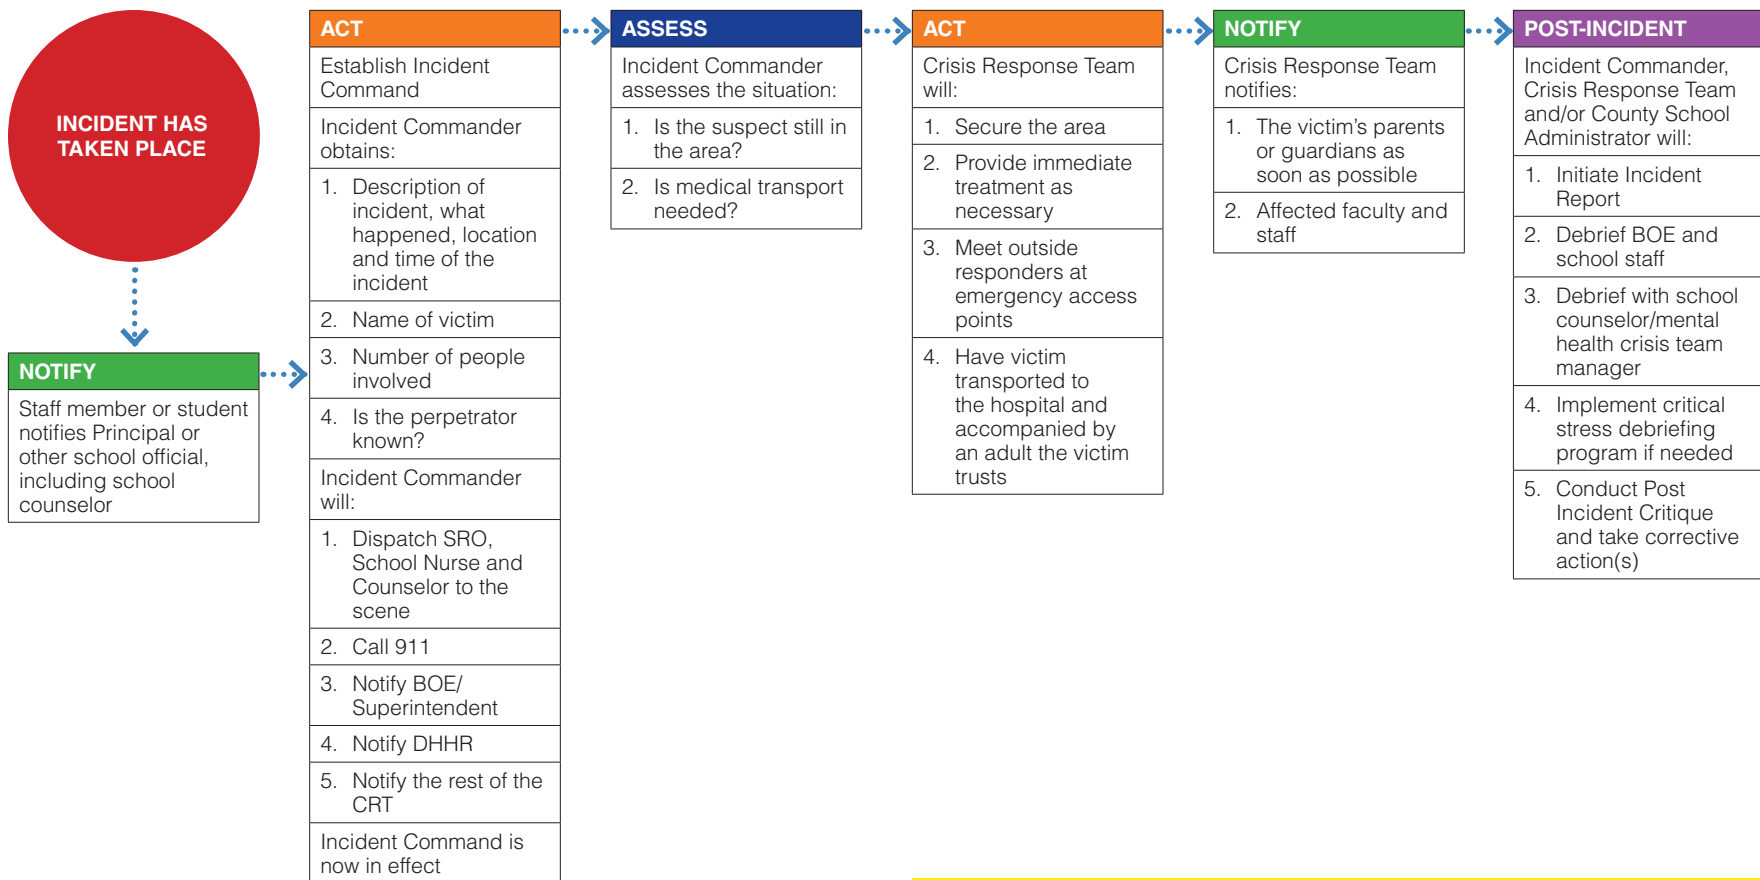 INCIDENT HAS
TAKEN PLACE
NOTIFY
Staff member or student
notifies Principal or
other school official,
including school
counselor
ACT
Establish Incident
Command
Incident Commander
obtains:
1. Description of
incident, what
happened, location
and time of the
incident
2. Name of victim
3. Number of people
involved
4. Is the perpetrator
known?
Incident Commander
will:
1. Dispatch SRO,
School Nurse and
Counselor to the
scene
2. Call 911
3. Notify BOE/
Superintendent
4. Notify DHHR
5. Notify the rest of the
CRT
Incident Command is
now in effect
ASSESS
Incident Commander
assesses the situation:
1. Is the suspect still in
the area?
2. Is medical transport
needed?
ACT
Crisis Response Team
will:
1. Secure the area
2. Provide immediate
treatment as
necessary
3. Meet outside
responders at
emergency access
points
4. Have victim
transported to
the hospital and
accompanied by
an adult the victim
trusts
NOTIFY
Crisis Response Team
notifies:
1. The victim’s parents
or guardians as
soon as possible
2. Affected faculty and
staff
POST-INCIDENT
Incident Commander,
Crisis Response Team
and/or County School
Administrator will:
1. Initiate Incident
Report
2. Debrief BOE and
school staff
3. Debrief with school
counselor/mental
health crisis team
manager
4. Implement critical
stress debriefing
program if needed
5. Conduct Post
Incident Critique
and take corrective
action(s)